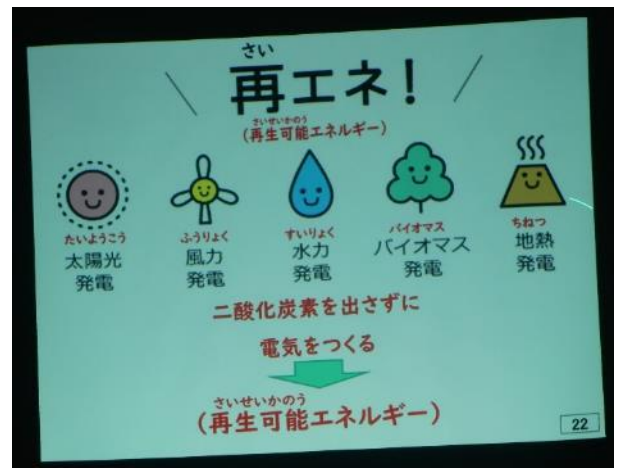 さい
再エネ!
さいせいかのう
(再生可能エネルギー)
たいようこう
太陽光
発電
ふうりょく
風力
発電
すいりょく
水力
発電
バイオマス
バイオマス
発電
ちねつ
地熱
発電
二酸化炭素を出さずに
電気をつくる
さいせいかのう
(再生可能エネルギー)
22